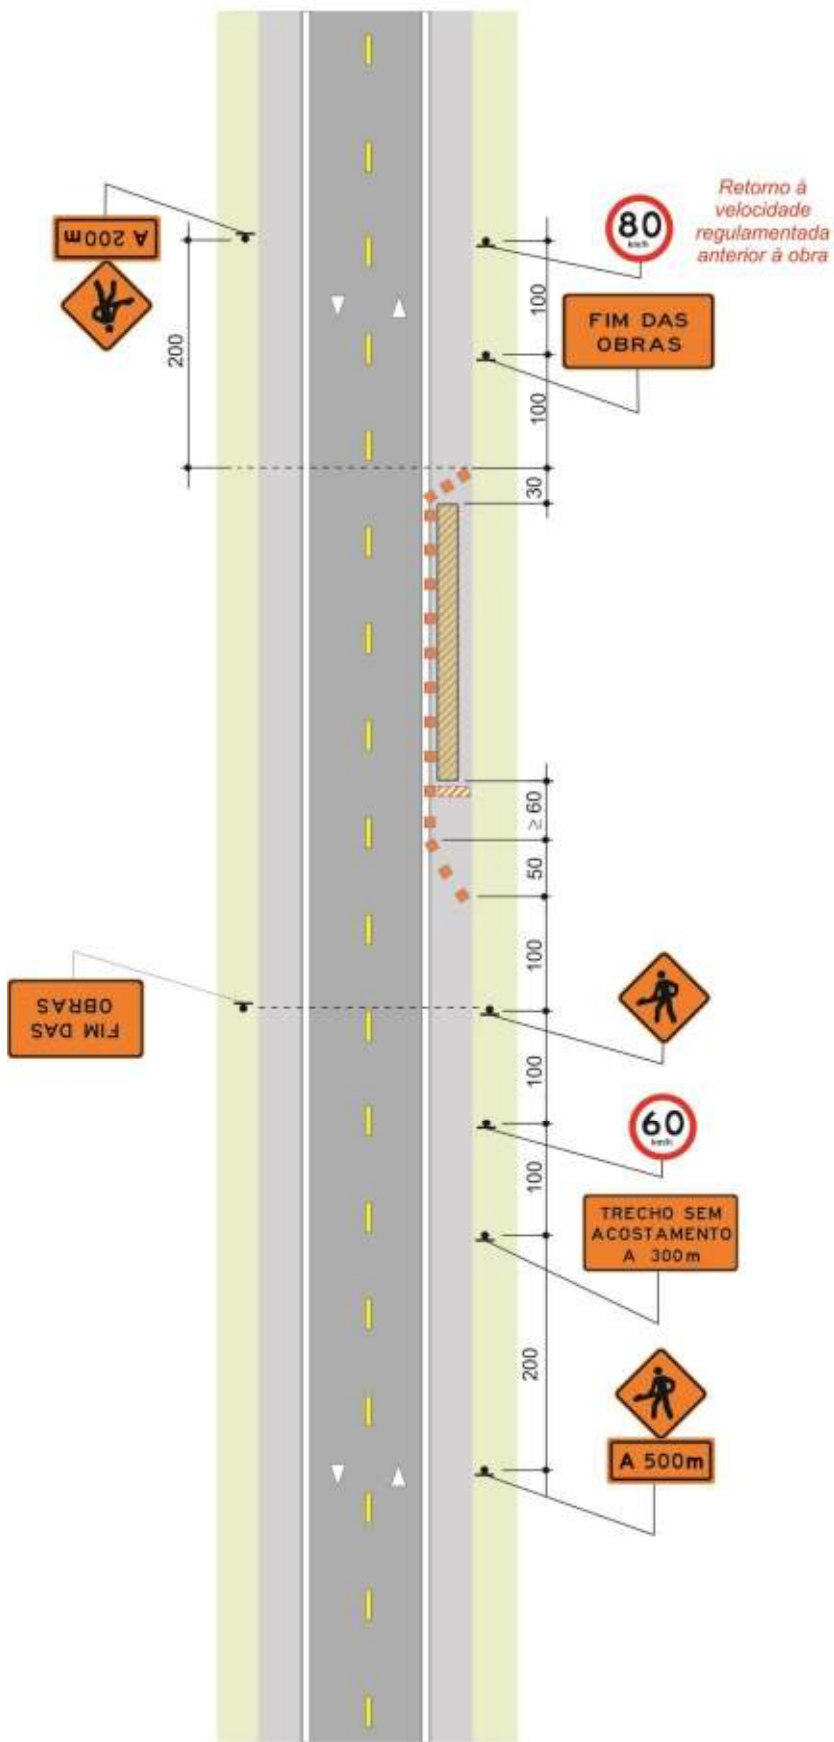 Retorno à
velocidade
regulamentada
anterior à obra
80
km/h
A 200m
100
FIM DAS
OBRAS
200
100
30
≥ 60
50
100
FIM DAS
OBRAS
100
60
km/h
100
TRECHO SEM
ACOSTAMENTO
A 300m
200
A 500m